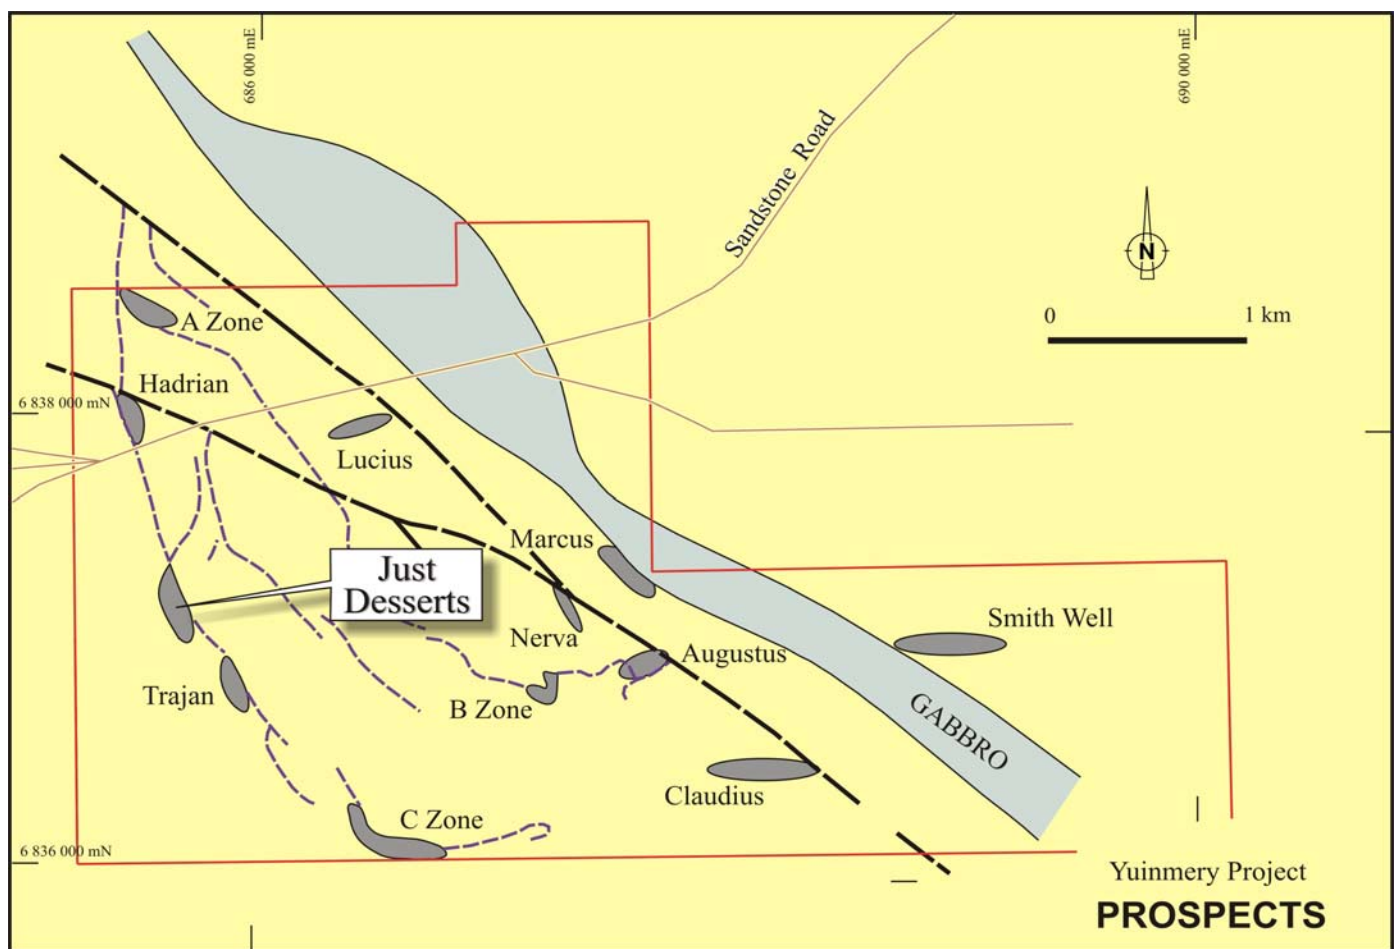 686 000 mE
690 000 mE
Sandstone Road
N
0 1 km
A Zone
Hadrian
6 838 000 mN
Lucius
Marcus
Just
Desserts
Nerva
Smith Well
Augustus
Trajan
B Zone
GABBRO
Claudius
C Zone
6 836 000 mN
Yuinmery Project
PROSPECTS